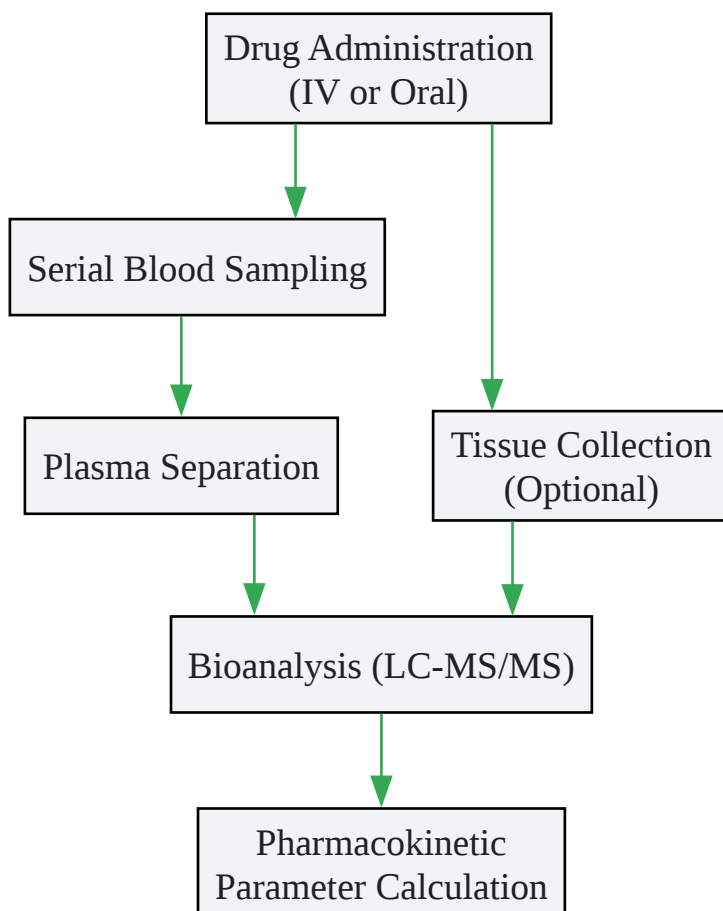 Drug Administration
(IV or Oral)
Serial Blood Sampling
Plasma Separation
Tissue Collection
(Optional)
Bioanalysis (LC-MS/MS)
Pharmacokinetic
Parameter Calculation